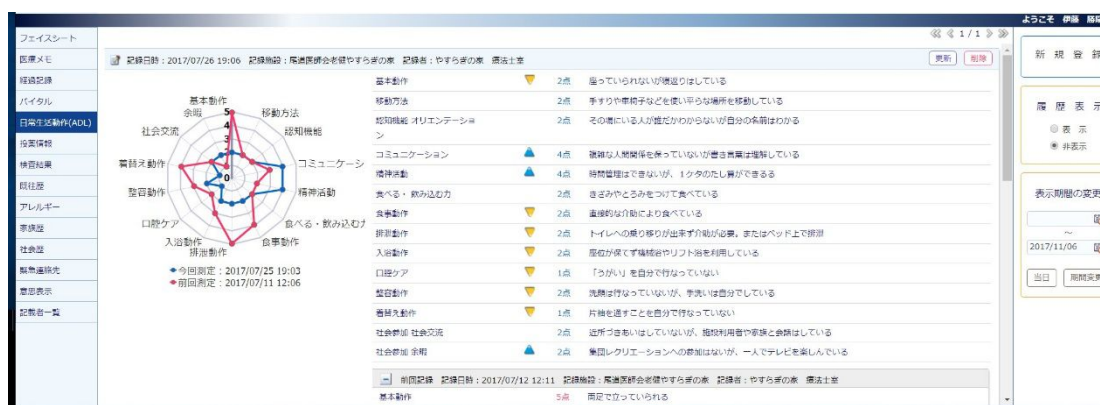 ようこそ 伊藤 勝
1 / 1
フェイスシート
医療メモ
経過記録
バイタル
日常生活動作(ADL)
投薬情報
検査結果
既往歴
アレルギー
家族歴
社会歴
緊急連絡先
意思表示
記載者一覧
記録日時:2017/07/26 19:06 記録施設:尾道医師会老健やすらぎの家 記録者:やすらぎの家 療法士室
更新 削除
基本動作
移動方法
認知機能
コミュニケーシ
精神活動
食べる・飲み込む力
食事動作
排泄動作
入浴動作
口腔ケア
整容動作
着替え動作
社会交流
余暇
5
4
3
0
今回測定:2017/07/25 19:03
前回測定:2017/07/11 12:06
基本動作 2点 座っていられないが寝返りはしている
移動方法 2点 手すりや車椅子などを使い平らな場所を移動している
認知機能 オリエンテーショ
ン 2点 その場にいる人が誰だかわからないが自分の名前はわかる
コミュニケーション 4点 複雑な人間関係を保っていないが書き言葉は理解している
精神活動 4点 時間管理はできないが、1ケタのたし算ができる
食べる・ 飲み込む力 2点 きざみやとろみをつけて食べている
食事動作 2点 直接的な介助により食べている
排泄動作 2点 トイレへの乗り移りが出来ず介助が必要。またはベッド上で排泄
入浴動作 2点 座位が保てず機械浴やリフト浴を利用している
口腔ケア 1点 「うがい」を自分で行なっていない
整容動作 2点 洗顔は行なっていないが、手洗いは自分でしている
着替え動作 1点 片袖を通すことを自分で行なっていない
社会参加 社会交流 2点 近所づきあいはしていないが、施設利用者や家族と会話はしている
社会参加 余暇 2点 集団レクリエーションへの参加はないが、一人でテレビを楽しんでいる
前回記録 記録日時:2017/07/12 12:11 記録施設:尾道医師会老健やすらぎの家 記録者:やすらぎの家 療法士室
基本動作 5点 両足で立っていられる
新 規 登 録
履 歴 表 示
表 示
非表示
表示期間の変更
~
2017/11/06
当日 期間変更